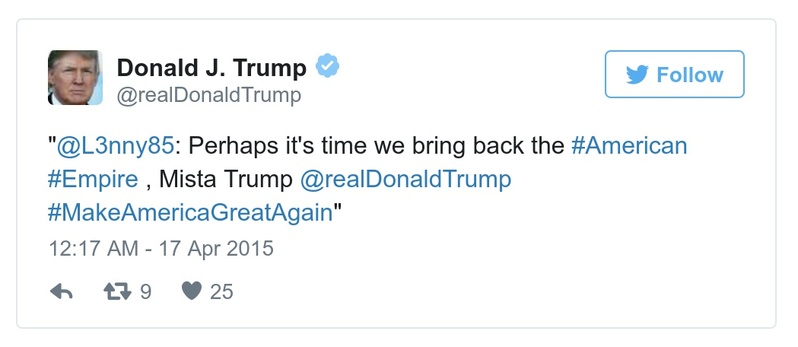 Donald J. Trump
@realDonaldTrump
Follow
"@L3nny85: Perhaps it's time we bring back the #American
#Empire , Mista Trump @realDonaldTrump
#MakeAmericaGreatAgain"
12:17 AM - 17 Apr 2015
9 25